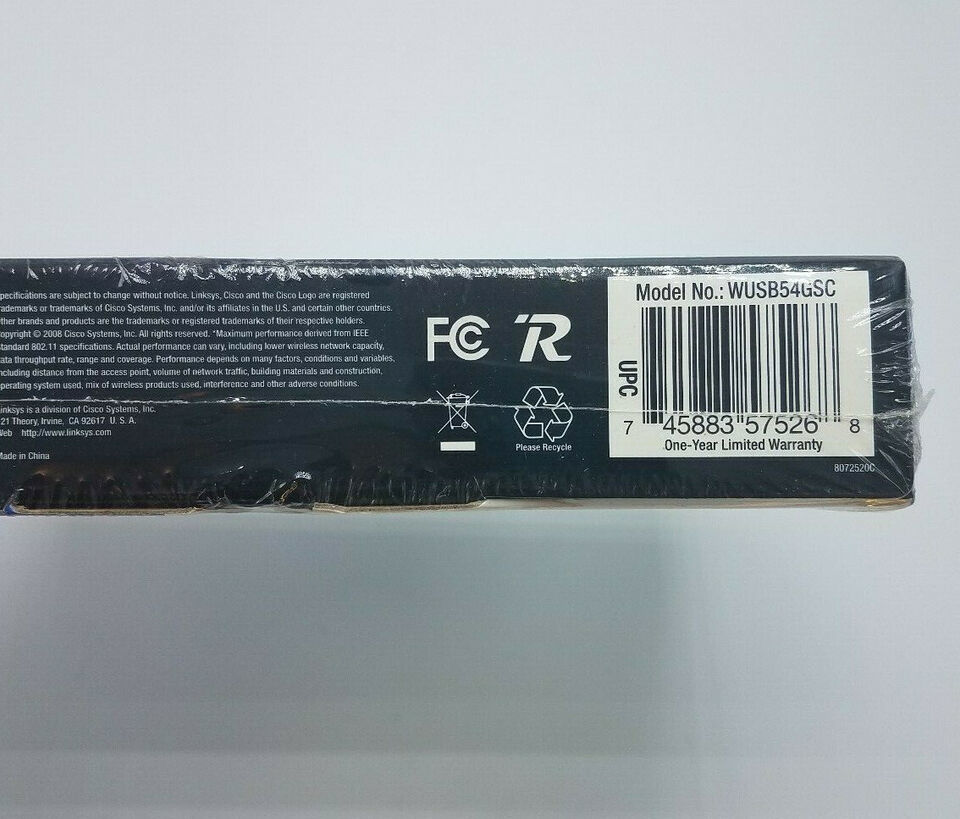 pecifications are subject to change without notice. Linksys, Cisco and the Cisco Logo are registered
rademarks or trademarks of Cisco Systems, Inc. and/or its affiliates in the U.S. and certain other countries.
ther brands and products are the trademarks or registered trademarks of their respective holders.
opyright © 2008 Cisco Systems, Inc. All rights reserved. *Maximum performance derived from IEEE
tandard 802.11 specifications. Actual performance can vary, including lower wireless network capacity,
ata throughput rate, range and coverage. Performance depends on many factors, conditions and variables,
ncluding distance from the access point, volume of network traffic, building materials and construction,
perating system used, mix of wireless products used, interference and other adverse conditions.
inksys is a division of Cisco Systems, Inc.
21 Theory, Irvine, CA 92617 U. S. A.
Web http://www.linksys.com
Made in China
FC R
Please Recycle
Model No.: WUSB54GSC
UPC
7 45883 57526 8
One-Year Limited Warranty
8072520C